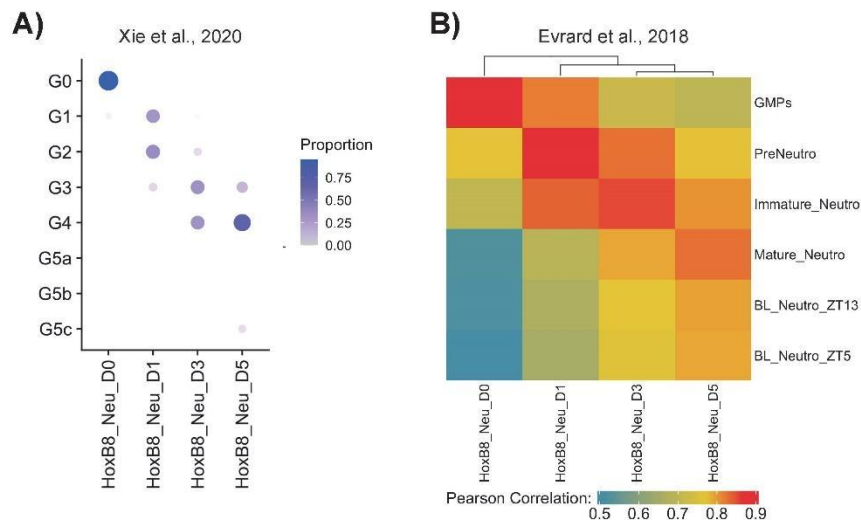 A)
Xie et al., 2020
G0
G1
G2
G3
G4
G5a
G5b
G5c
HoxB8_Neu_D0
HoxB8_Neu_D1
HoxB8_Neu_D3
HoxB8_Neu_D5
Proportion
0.75
0.50
0.25
0.00
B)
Evrard et al., 2018
GMPs
PreNeutro
Immature_Neutro
Mature_Neutro
BL_Neutro_ZT13
BL_Neutro_ZT5
HoxB8_Neu_D0
HoxB8_Neu_D1
HoxB8_Neu_D3
HoxB8_Neu_D5
Pearson Correlation:
0.5 0.6 0.7 0.8 0.9